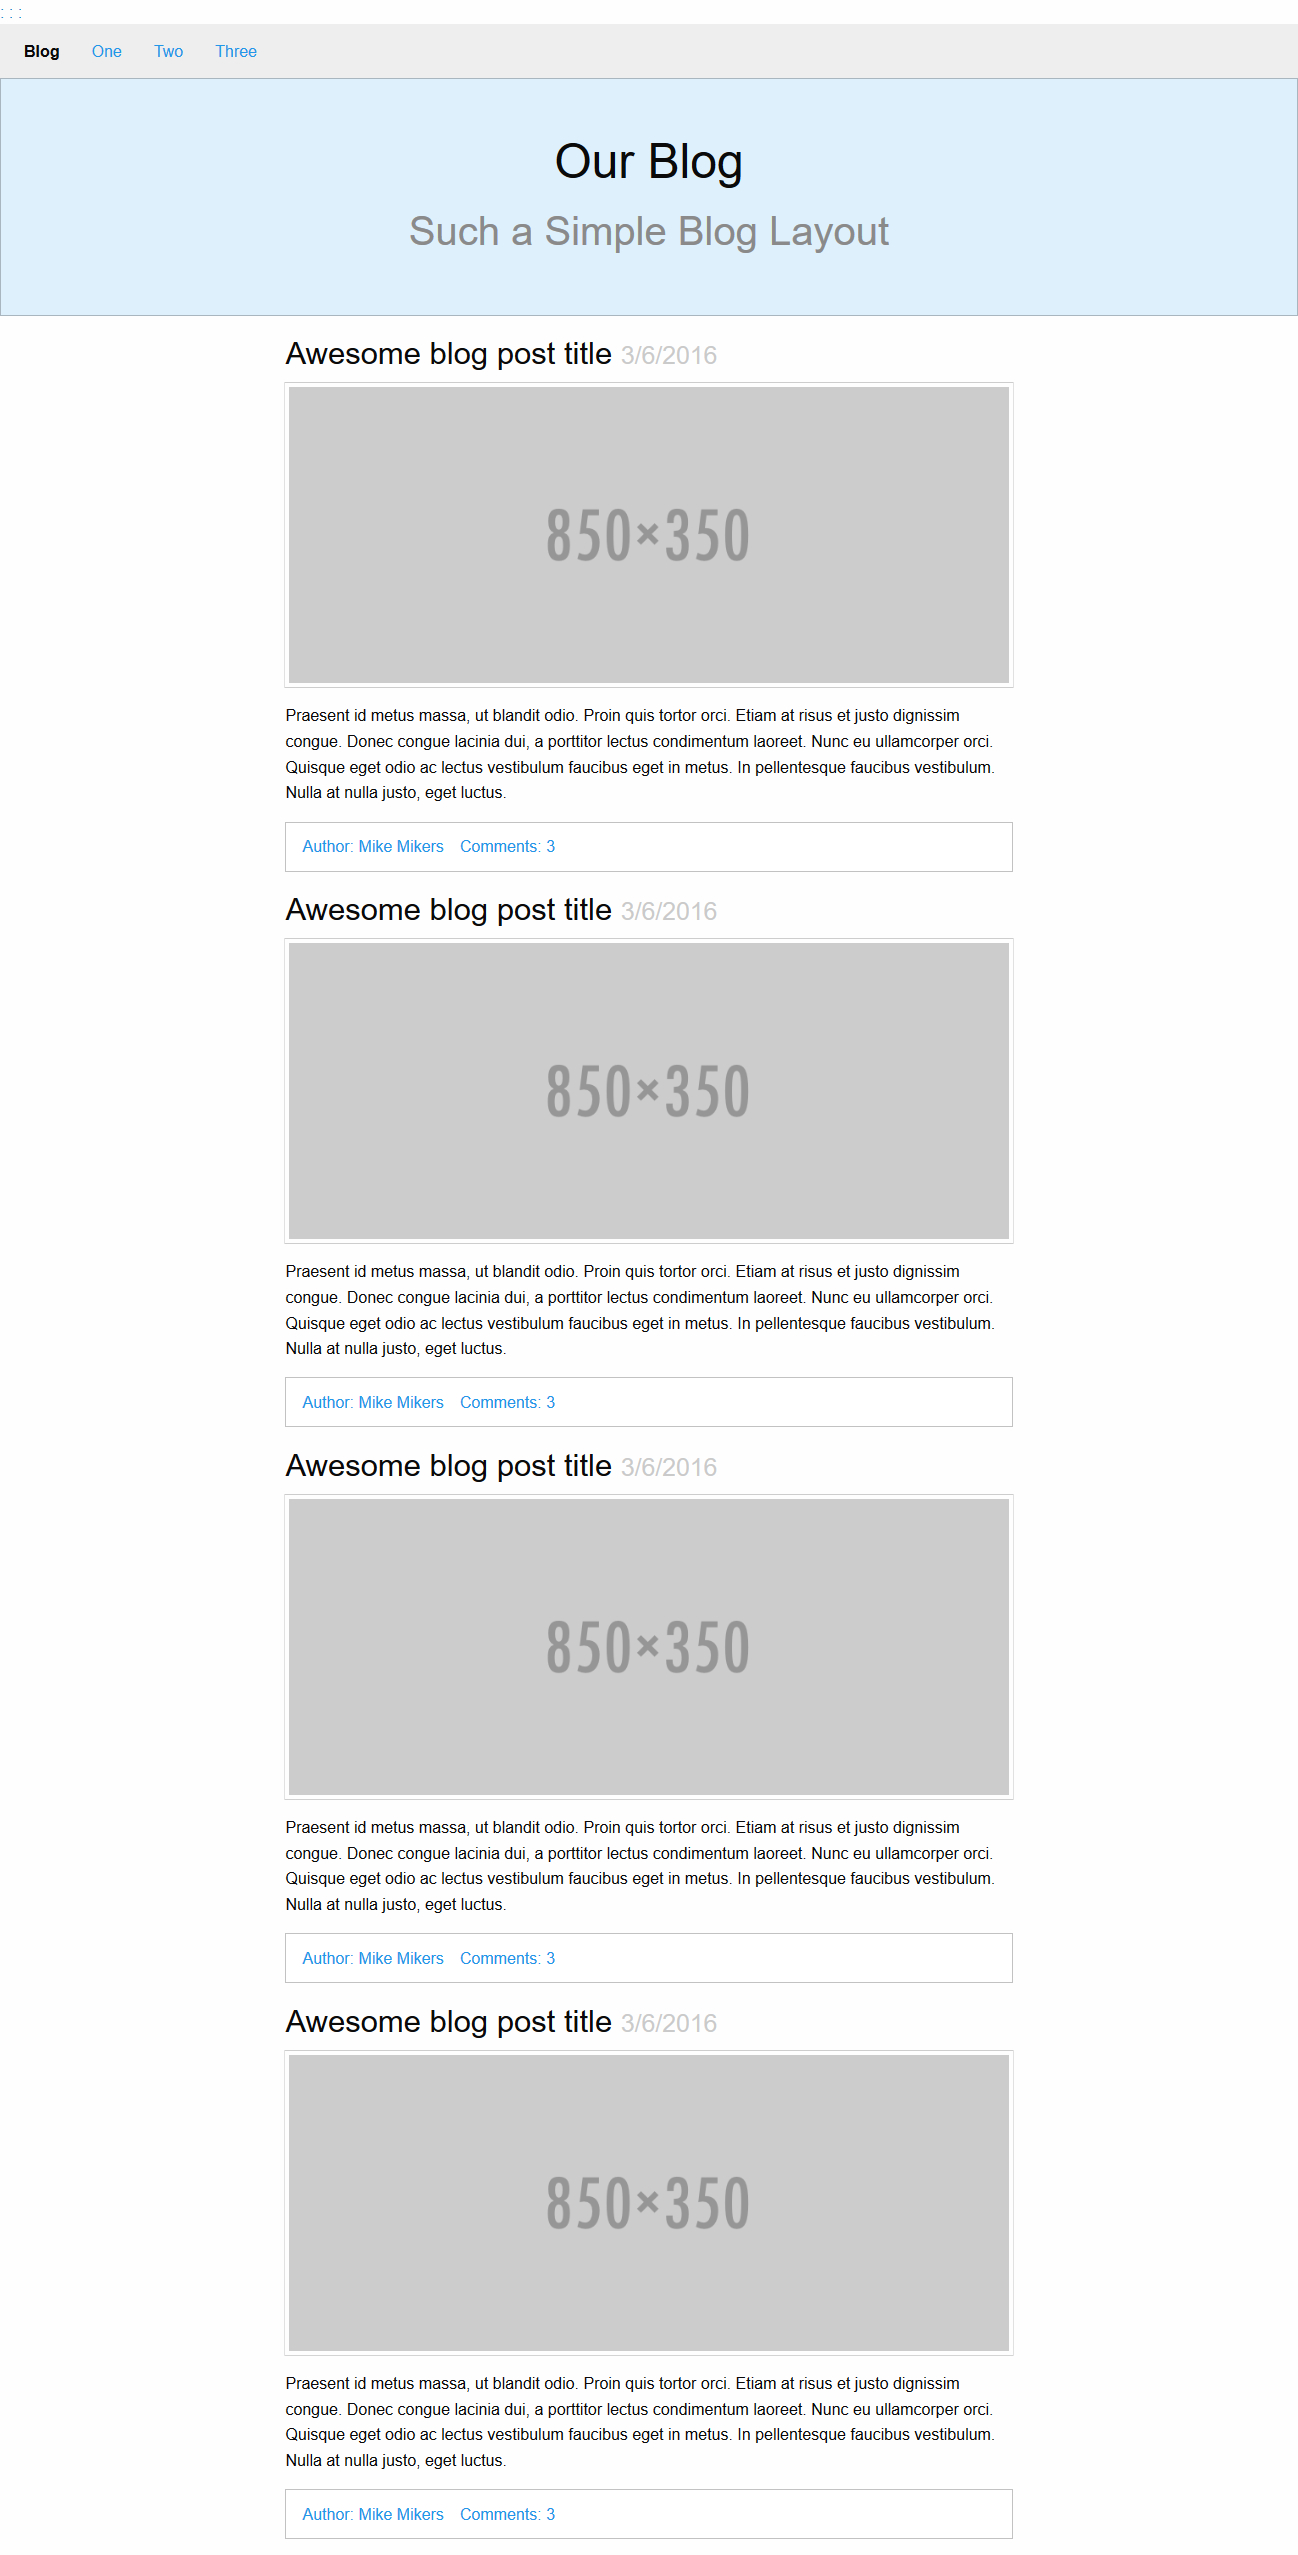 : : :
Blog One Two Three
Our Blog
Such a Simple Blog Layout
Awesome blog post title 3/6/2016
850×350
Praesent id metus massa, ut blandit odio. Proin quis tortor orci. Etiam at risus et justo dignissim
congue. Donec congue lacinia dui, a porttitor lectus condimentum laoreet. Nunc eu ullamcorper orci.
Quisque eget odio ac lectus vestibulum faucibus eget in metus. In pellentesque faucibus vestibulum.
Nulla at nulla justo, eget luctus.
Author: Mike Mikers Comments: 3
Awesome blog post title 3/6/2016
850×350
Praesent id metus massa, ut blandit odio. Proin quis tortor orci. Etiam at risus et justo dignissim
congue. Donec congue lacinia dui, a porttitor lectus condimentum laoreet. Nunc eu ullamcorper orci.
Quisque eget odio ac lectus vestibulum faucibus eget in metus. In pellentesque faucibus vestibulum.
Nulla at nulla justo, eget luctus.
Author: Mike Mikers Comments: 3
Awesome blog post title 3/6/2016
850×350
Praesent id metus massa, ut blandit odio. Proin quis tortor orci. Etiam at risus et justo dignissim
congue. Donec congue lacinia dui, a porttitor lectus condimentum laoreet. Nunc eu ullamcorper orci.
Quisque eget odio ac lectus vestibulum faucibus eget in metus. In pellentesque faucibus vestibulum.
Nulla at nulla justo, eget luctus.
Author: Mike Mikers Comments: 3
Awesome blog post title 3/6/2016
850×350
Praesent id metus massa, ut blandit odio. Proin quis tortor orci. Etiam at risus et justo dignissim
congue. Donec congue lacinia dui, a porttitor lectus condimentum laoreet. Nunc eu ullamcorper orci.
Quisque eget odio ac lectus vestibulum faucibus eget in metus. In pellentesque faucibus vestibulum.
Nulla at nulla justo, eget luctus.
Author: Mike Mikers Comments: 3